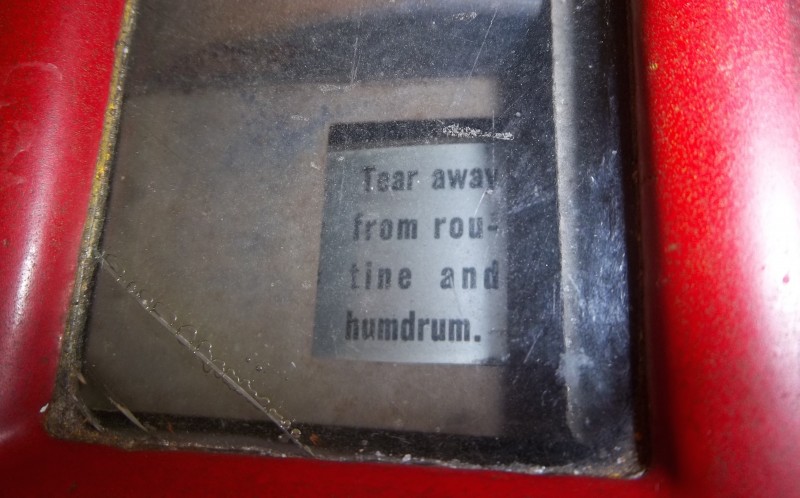 Tear away
from rou-
tine and
humdrum.